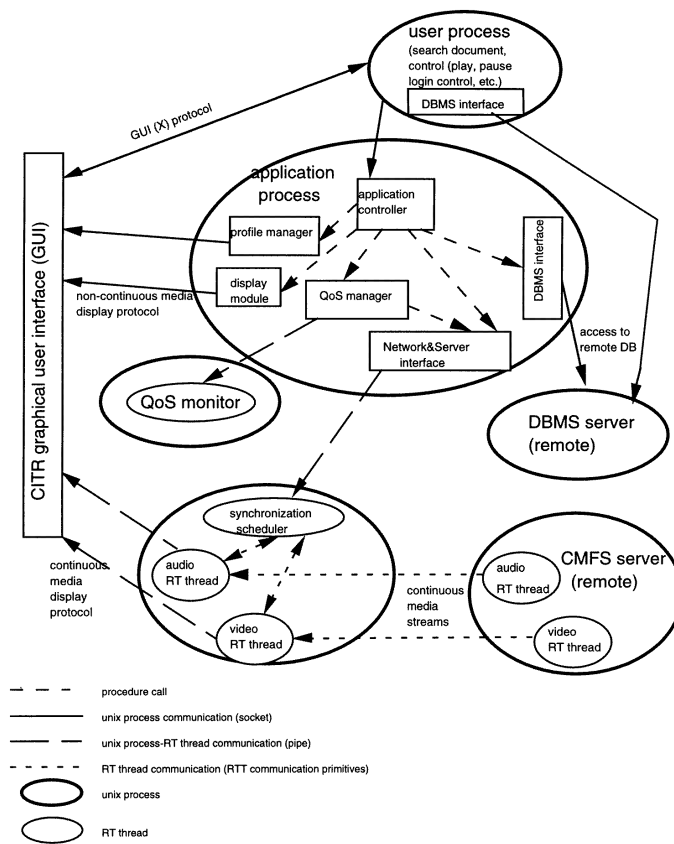 user process
(search document,
control (play, pause
login control, etc.)
DBMS interface
GUI (X) protocol
application
process
application
controller
profile manager
display
module
QoS manager
DBMS interface
Network&Server
interface
non-continuous media
display protocol
access to
remote DB
CITR graphical user interface (GUI)
QoS monitor
DBMS server
(remote)
synchronization
scheduler
audio
RT thread
video
RT thread
continuous
media
display
protocol
continuous
media
streams
audio
RT thread
CMFS server
(remote)
video
RT thread
procedure call
unix process communication (socket)
unix process-RT thread communication (pipe)
RT thread communication (RTT communication primitives)
unix process
RT thread